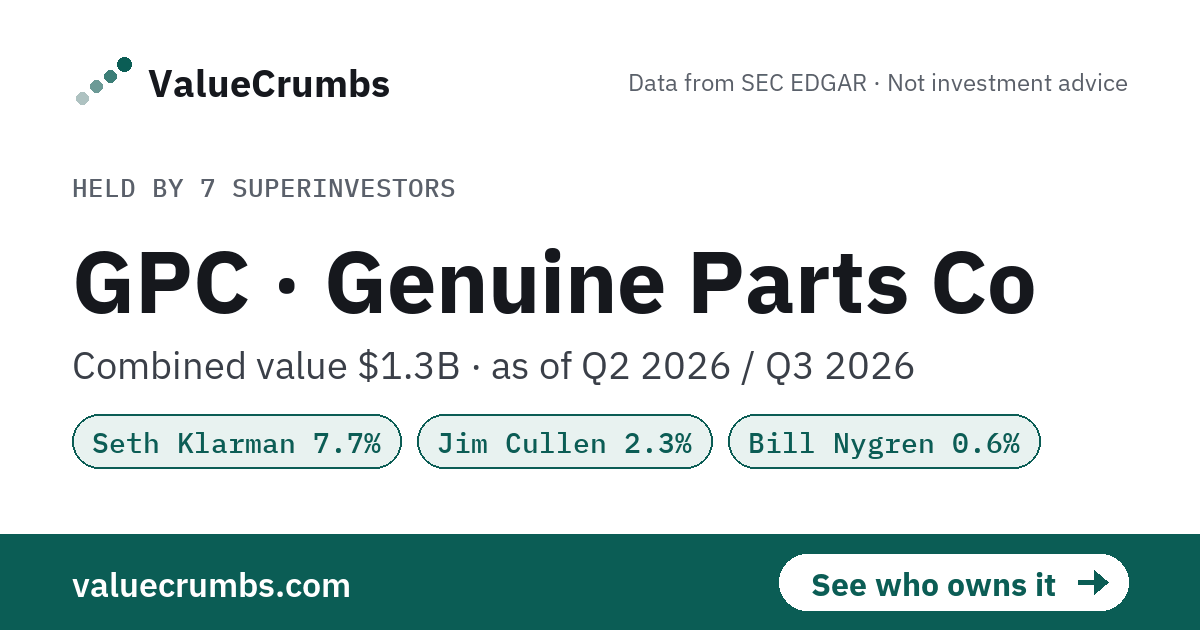 ValueCrumbs
Data from SEC EDGAR · Not investment advice
HELD BY 7 SUPERINVESTORS
GPC · Genuine Parts Co
Combined value $1.3B · as of Q2 2026 / Q3 2026
Seth Klarman 7.7%
Jim Cullen 2.3%
Bill Nygren 0.6%
valuecrumbs.com
See who owns it →